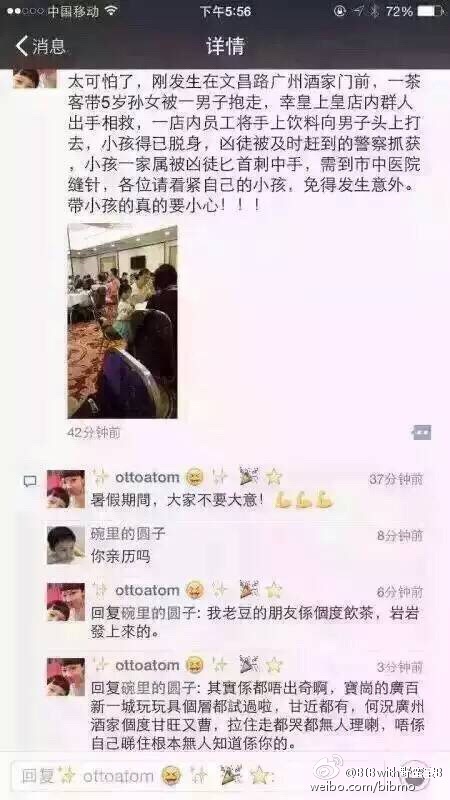 中国移动
下午5:56
72%
消息
详情
太可怕了，刚发生在文昌路广州酒家门前，一茶
客带5岁孙女被一男子抱走，幸皇上皇店内群人
出手相救，一店内员工将手上饮料向男子头上打
去，小孩得已脱身，凶徒被及时赶到的警察抓获
，小孩一家属被凶徒匕首刺中手，需到市中医院
缝针，各位请看紧自己的小孩，免得发生意外。
带小孩的真的要小心！！！
42分钟前
✨ ottoatom 😝 ✨ 🎉 ⭐ 37分钟前
暑假期間，大家不要大意！💪💪💪
碗里的圆子 8分钟前
你亲历吗
✨ ottoatom 😝 ✨ 🎉 ⭐ 6分钟前
回复碗里的圆子: 我老豆的朋友係個度飲茶，岩岩
發上來的。
✨ ottoatom 😝 ✨ 🎉 ⭐ 3分钟前
回复碗里的圆子: 其實係都唔出奇啊，寶崗的廣百
新一城玩玩具個層都試過啦，甘近都有，何況廣州
酒家個度甘旺又曹，拉住走都哭都無人理喇，唔係
自己睇住根本無人知道係你的。
回复✨ ottoatom 😝 ✨ 🎉 ⭐:
weibo.com/bibmo